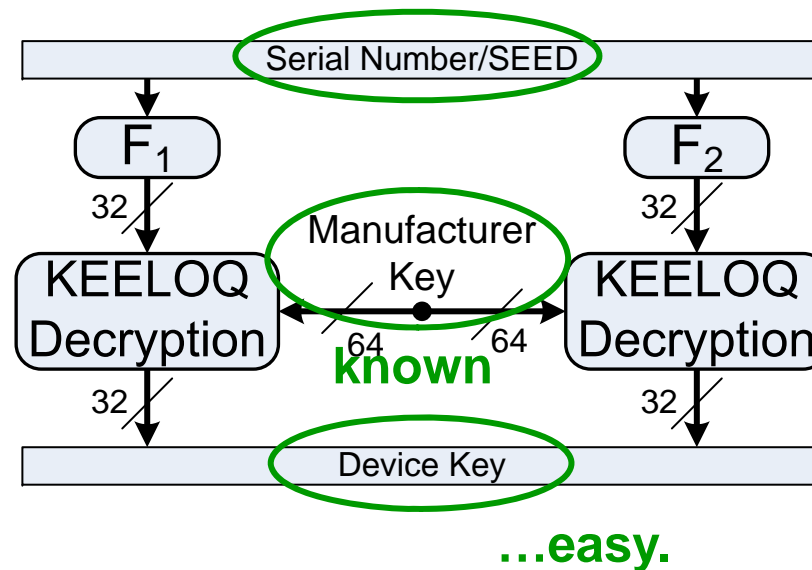 Serial Number/SEED
F₁ F₂
32 32
Manufacturer
Key
KEELOQ KEELOQ
Decryption Decryption
64 64
known
32 32
Device Key
...easy.